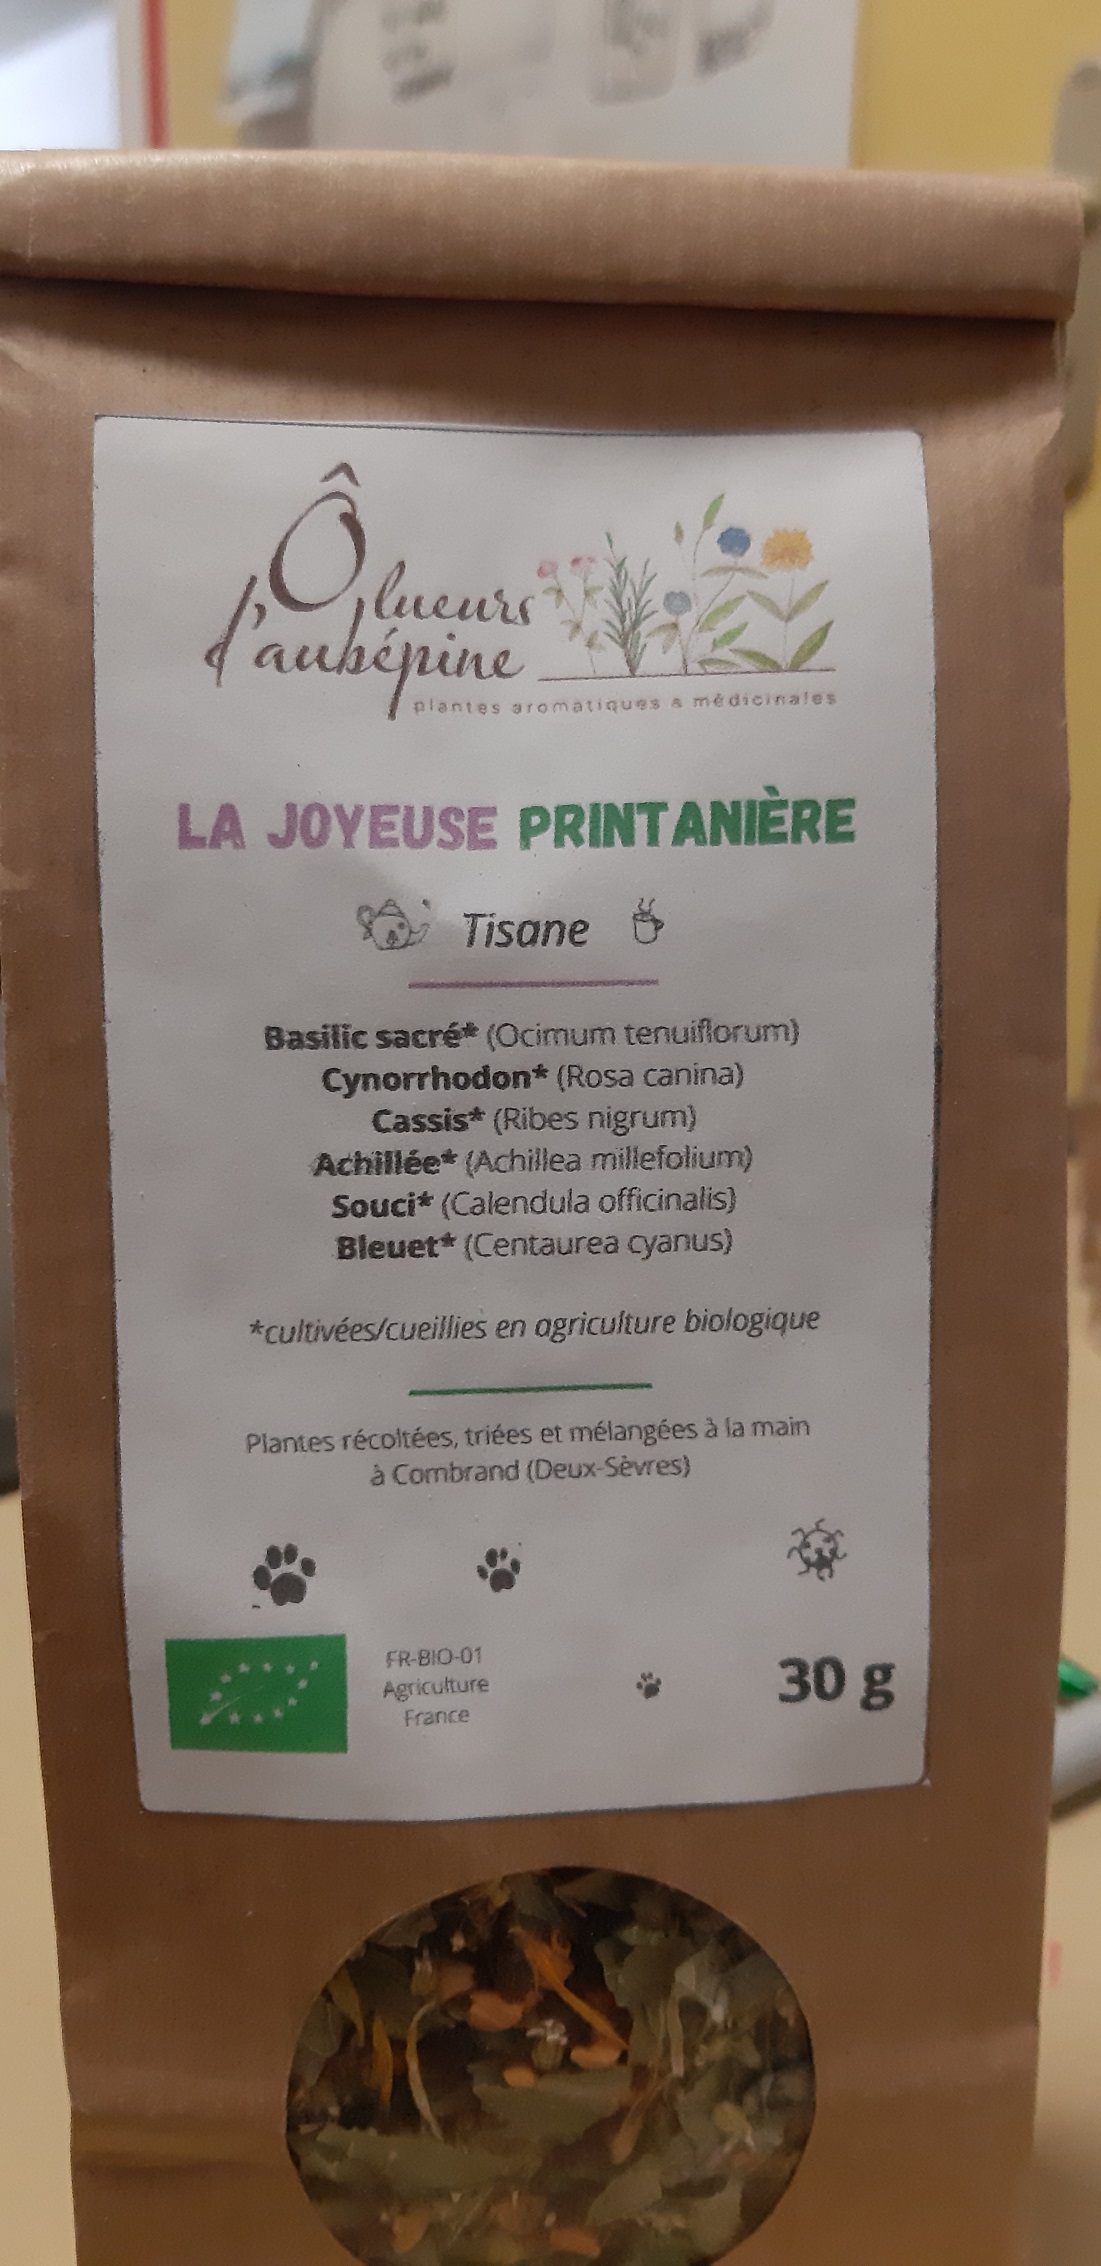 Ô lueurs
d'aubépine
plantes aromatiques & médicinales
LA JOYEUSE PRINTANIÈRE
Tisane
Basilic sacré* (Ocimum tenuiflorum)
Cynorrhodon* (Rosa canina)
Cassis* (Ribes nigrum)
Achillée* (Achillea millefolium)
Souci* (Calendula officinalis)
Bleuet* (Centaurea cyanus)
*cultivées/cueillies en agriculture biologique
Plantes récoltées, triées et mélangées à la main
à Combrand (Deux-Sèvres)
FR-BIO-01
Agriculture
France
30 g